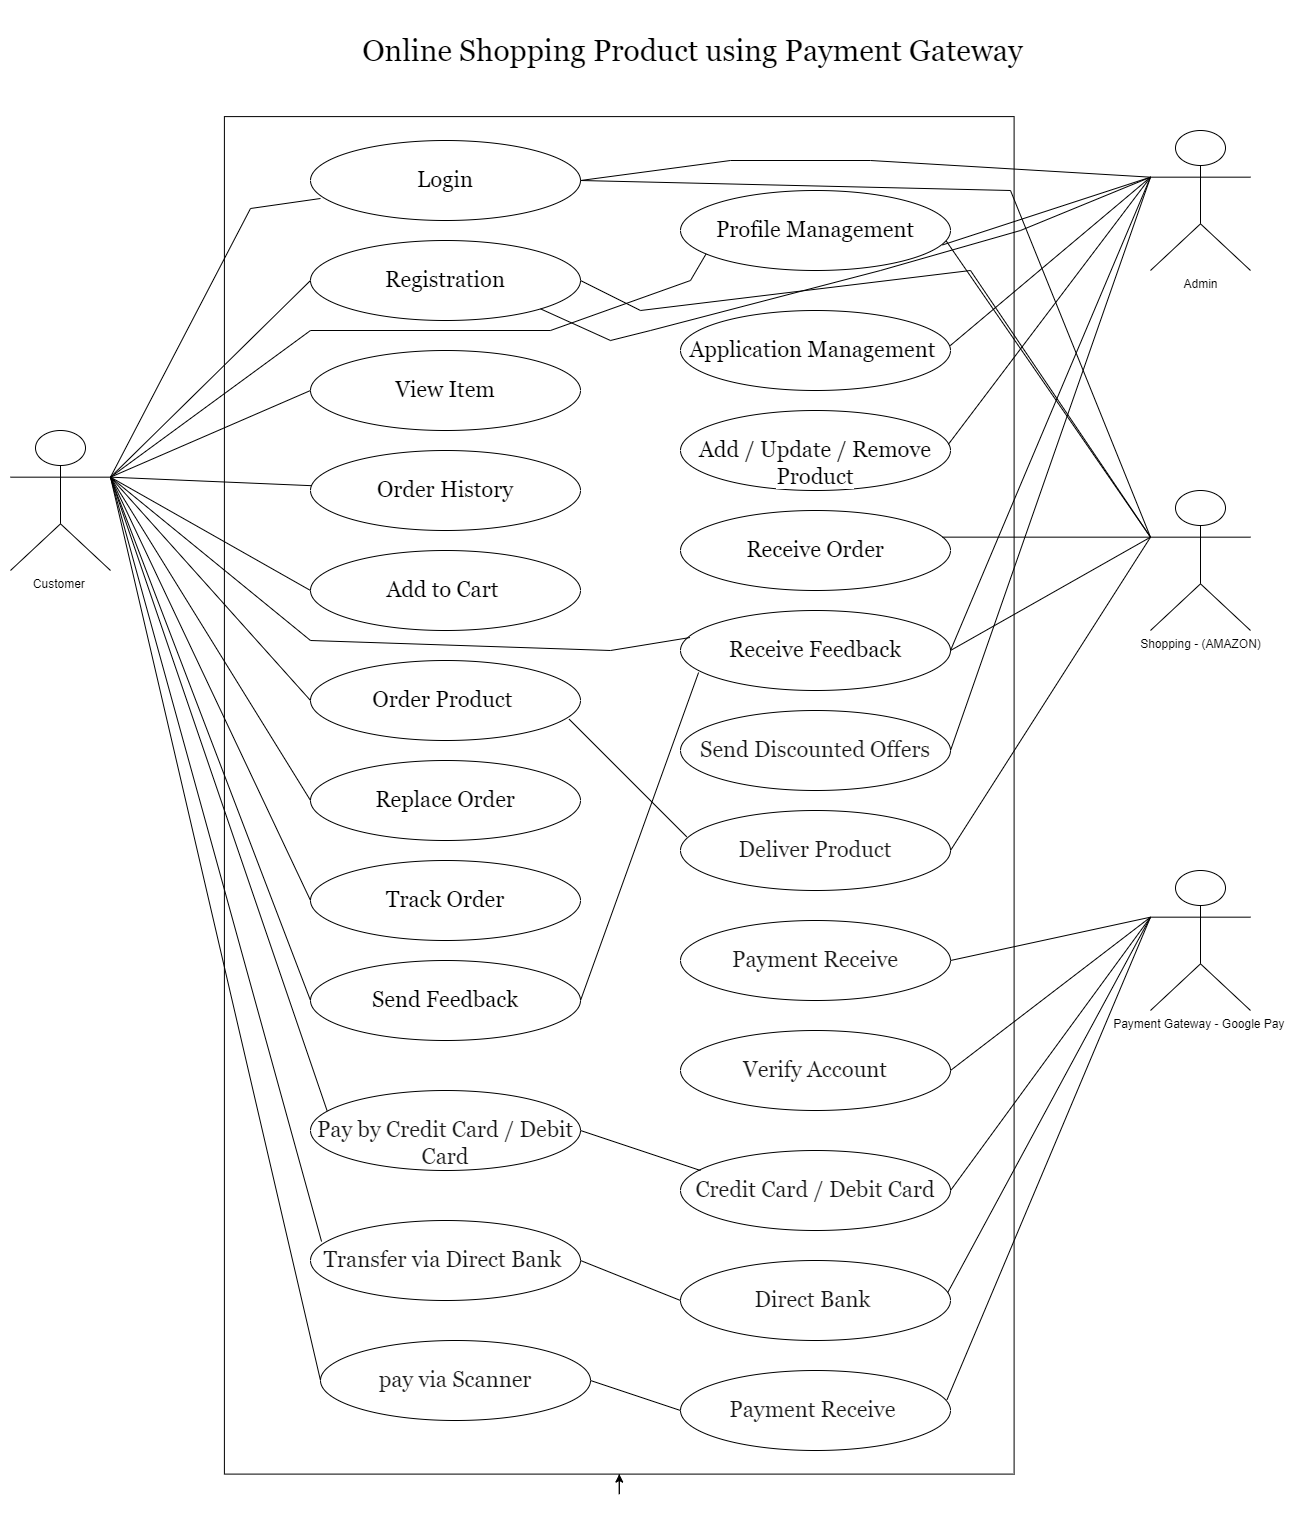 Online Shopping Product using Payment Gateway
Login
Profile Management
Registration
Admin
Application Management
View Item
Add / Update / Remove
Product
Order History
Receive Order
Customer
Add to Cart
Shopping - (AMAZON)
Receive Feedback
Order Product
Send Discounted Offers
Replace Order
Deliver Product
Track Order
Payment Receive
Send Feedback
Payment Gateway - Google Pay
Verify Account
Pay by Credit Card / Debit
Card
Credit Card / Debit Card
Transfer via Direct Bank
Direct Bank
pay via Scanner
Payment Receive